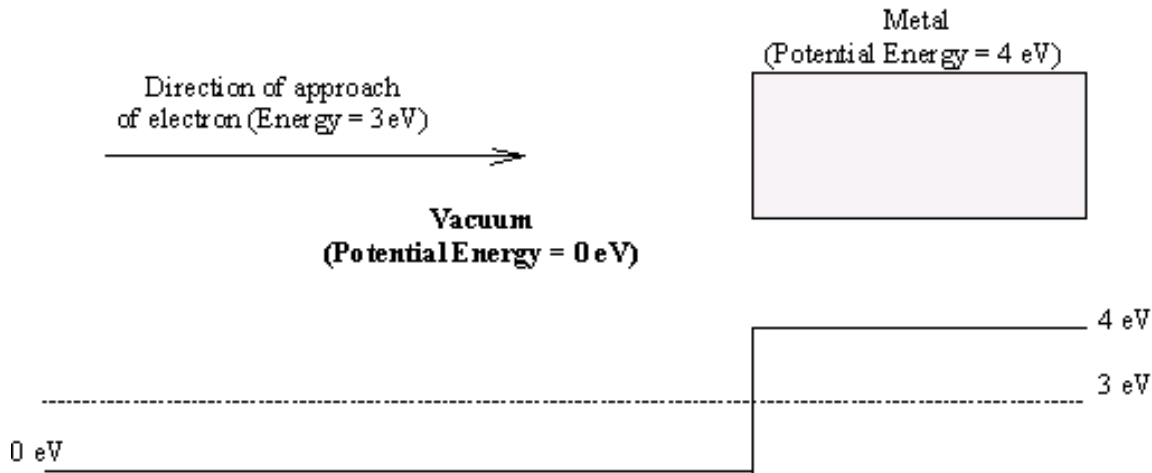 Metal
(Potential Energy = 4 eV)
Direction of approach
of electron (Energy = 3 eV)
Vacuum
(Potential Energy = 0 eV)
4 eV
3 eV
0 eV